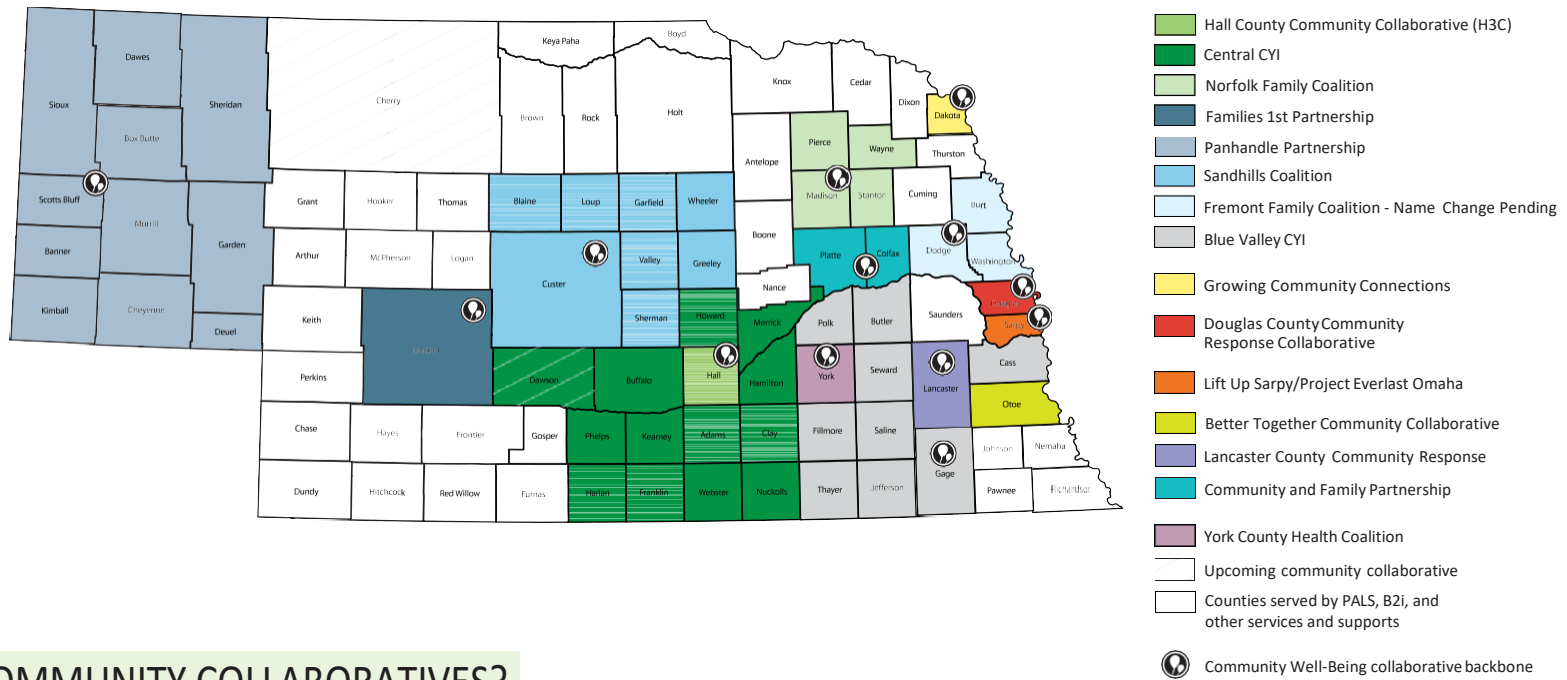 Keya Paha
Boyd
Dawes
Knox
Cedar
Sioux
Sheridan
Cherry
Brown
Rock
Holt
Dixon
Dakota
Box Butte
Pierce
Wayne
Thurston
Antelope
Scotts Bluff
Grant
Hooker
Thomas
Blaine
Loup
Garfield
Wheeler
Madison
Stanton
Cuming
Burt
Morrill
Garden
Boone
Banner
Arthur
McPherson
Logan
Valley
Greeley
Platte
Colfax
Dodge
Washington
Custer
Nance
Kimball
Cheyenne
Deuel
Keith
Sherman
Howard
Merrick
Polk
Butler
Saunders
Sarpy
Perkins
Dawson
Buffalo
Hall
Hamilton
York
Seward
Lancaster
Cass
Otoe
Chase
Hayes
Frontier
Gosper
Phelps
Kearney
Adams
Clay
Fillmore
Saline
Gage
Johnson
Nemaha
Dundy
Hitchcock
Red Willow
Furnas
Harlan
Franklin
Webster
Nuckolls
Thayer
Jefferson
Pawnee
Richardson
Hall County Community Collaborative (H3C)
Central CYI
Norfolk Family Coalition
Families 1st Partnership
Panhandle Partnership
Sandhills Coalition
Fremont Family Coalition - Name Change Pending
Blue Valley CYI
Growing Community Connections
Douglas County Community
Response Collaborative
Lift Up Sarpy/Project Everlast Omaha
Better Together Community Collaborative
Lancaster County Community Response
Community and Family Partnership
York County Health Coalition
Upcoming community collaborative
Counties served by PALS, B2i, and
other services and supports
Community Well-Being collaborative backbone
OMMUNITY COLLABORATIVES?